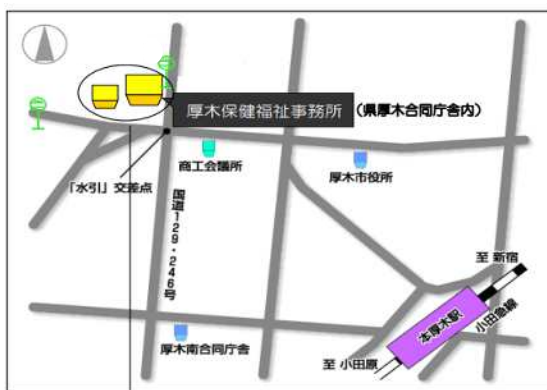 厚木保健福祉事務所
(県厚木合同庁舎内)
商工会議所
厚木市役所
「水引」交差点
国道129・246号
至 新宿
小田急線
本厚木駅
厚木南合同庁舎
至 小田原